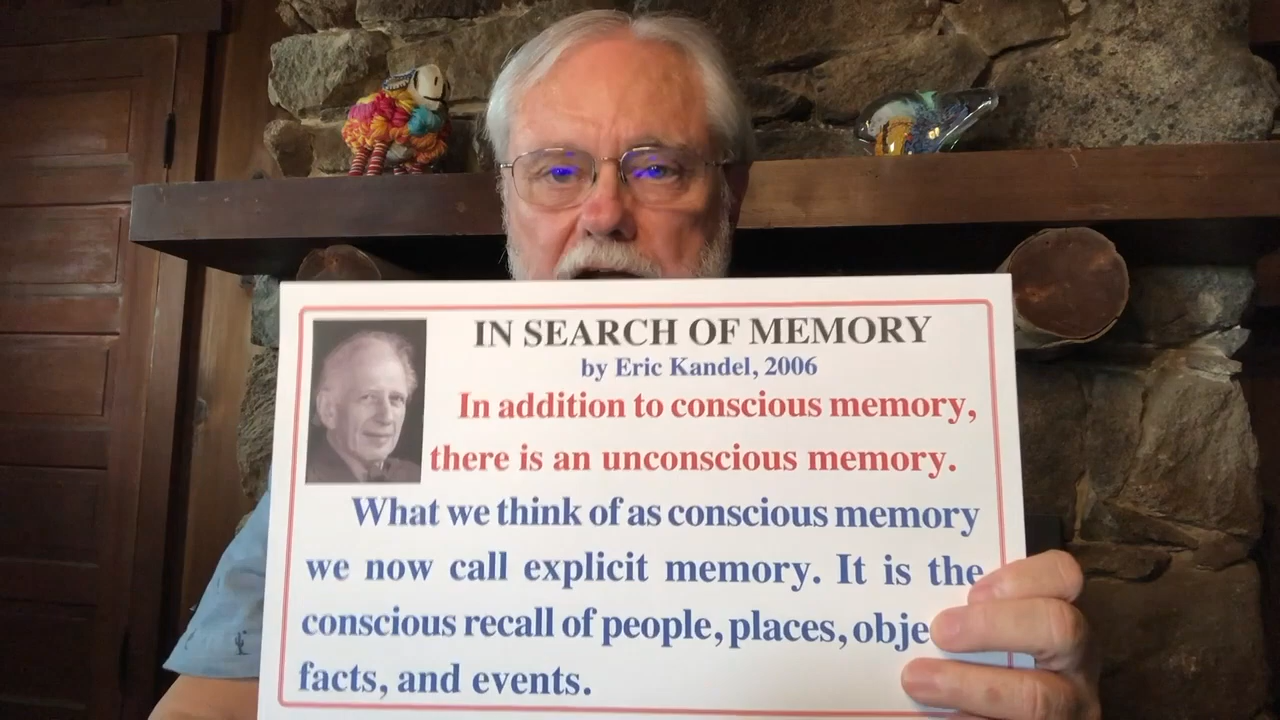 IN SEARCH OF MEMORY
by Eric Kandel, 2006
In addition to conscious memory,
there is an unconscious memory.
What we think of as conscious memory
we now call explicit memory. It is the
conscious recall of people, places,
facts, and events.